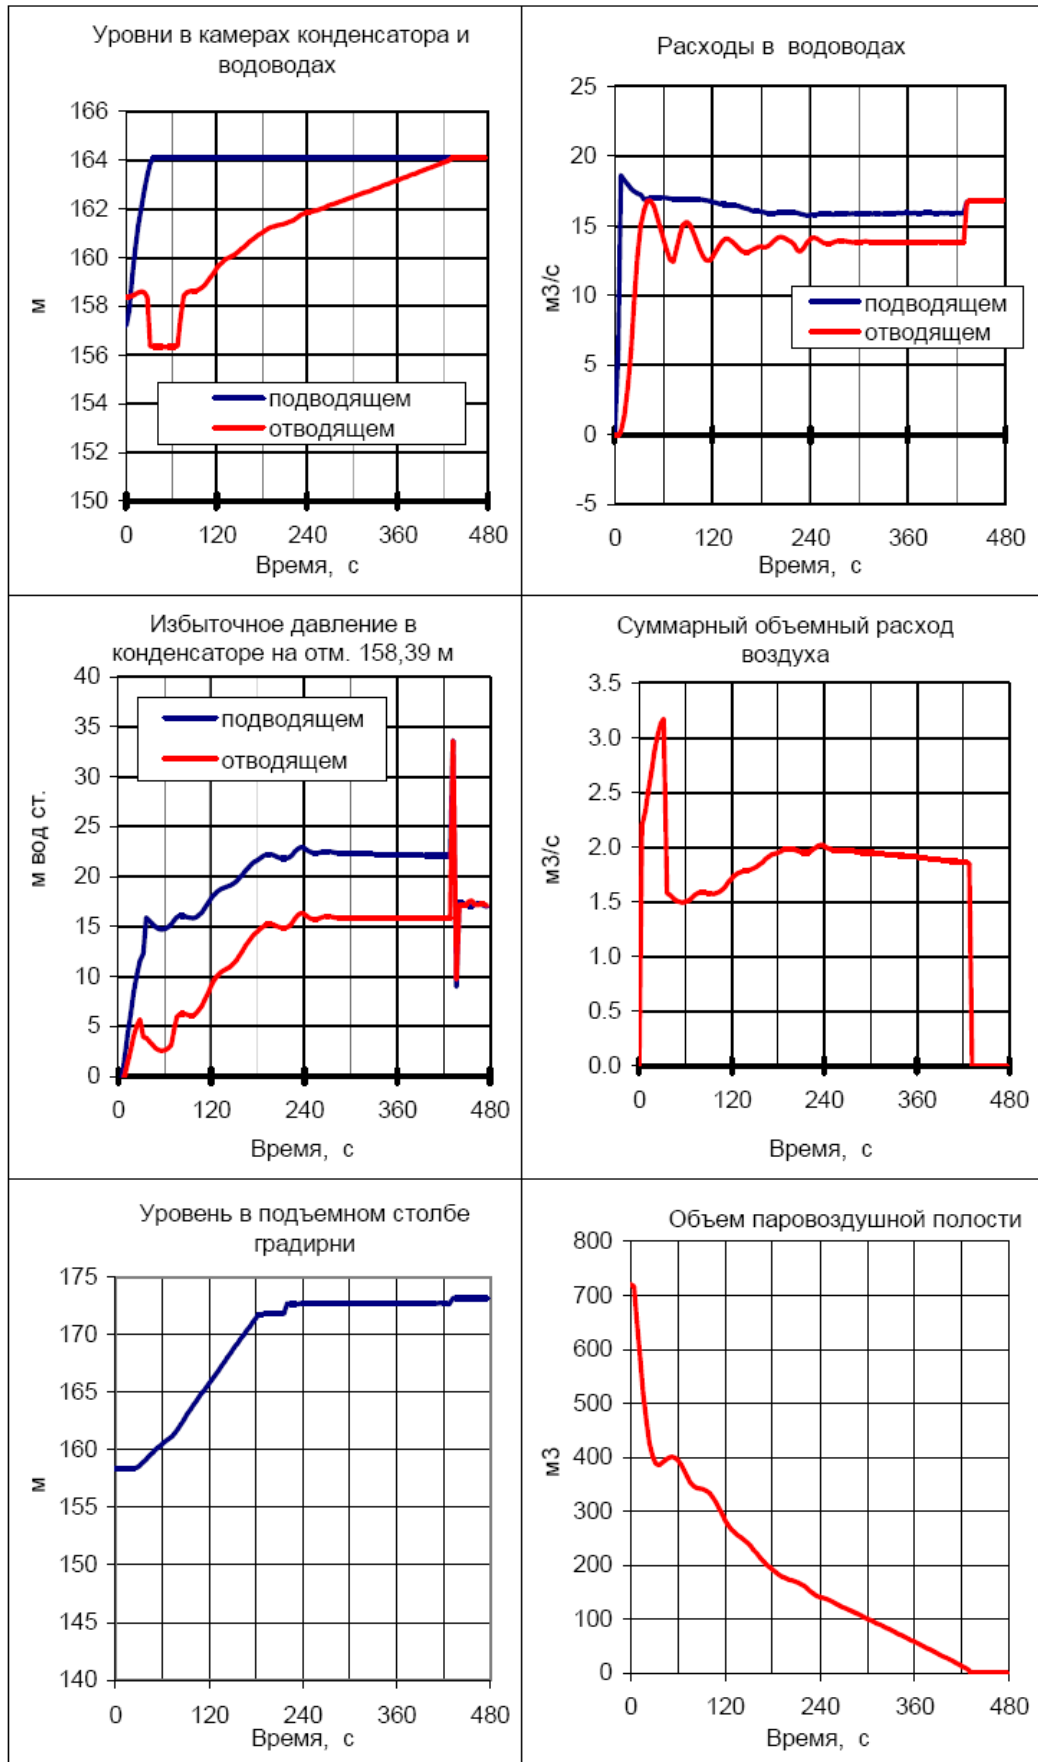 Уровни в камерах конденсатора и
водоводах
166
164
162
160
158
156
154
152
150
м
подводящем
отводящем
0 120 240 360 480
Время, с
Расходы в водоводах
25
20
15
10
5
0
-5
м3/с
подводящем
отводящем
0 120 240 360 480
Время, с
Избыточное давление в
конденсаторе на отм. 158,39 м
40
35
30
25
20
15
10
5
0
м вод ст.
подводящем
отводящем
0 120 240 360 480
Время, с
Суммарный объемный расход
воздуха
3.5
3.0
2.5
2.0
1.5
1.0
0.5
0.0
м3/с
0 120 240 360 480
Время, с
Уровень в подъемном столбе
градирни
175
170
165
160
155
150
145
140
м
0 120 240 360 480
Время, с
Объем паровоздушной полости
800
700
600
500
400
300
200
100
0
м3
0 120 240 360 480
Время, с